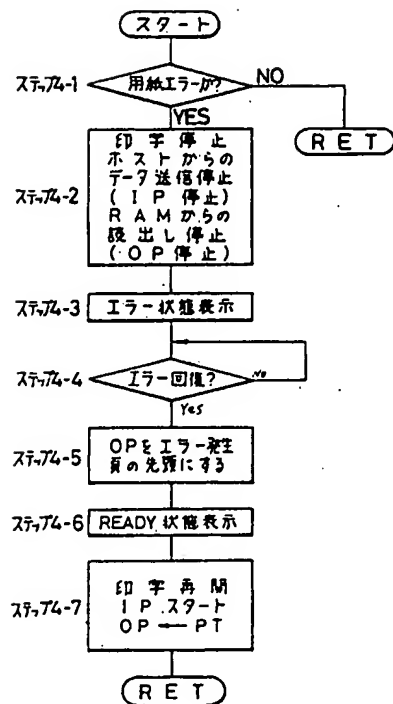 スタート
ステップ4-1
用紙エラーか?
NO
RET
YES
ステップ4-2
印字停止
ホストからの
データ送信停止
(IP停止)
RAMからの
読出し停止
(OP停止)
ステップ4-3
エラー状態表示
ステップ4-4
エラー回復?
No
Yes
ステップ4-5
OPをエラー発生
頁の先頭にする
ステップ4-6
READY状態表示
ステップ4-7
印字再開
IPスタート
OP ← PT
RET